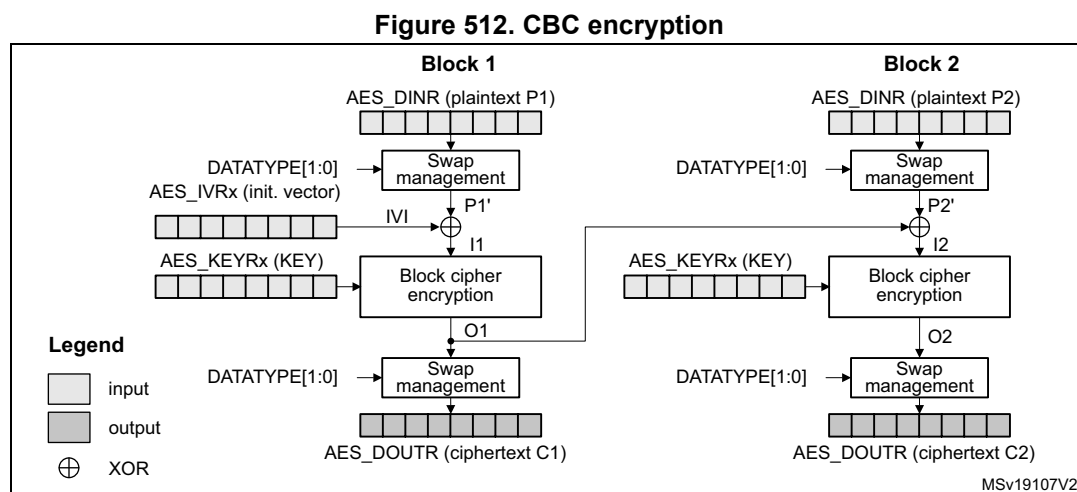 Figure 512. CBC encryption
Block 1
AES_DINR (plaintext P1)
DATATYPE[1:0]
Swap
management
AES_IVRx (init. vector)
P1'
IVI
I1
AES_KEYRx (KEY)
Block cipher
encryption
O1
DATATYPE[1:0]
Swap
management
AES_DOUTR (ciphertext C1)
Block 2
AES_DINR (plaintext P2)
DATATYPE[1:0]
Swap
management
P2'
I2
AES_KEYRx (KEY)
Block cipher
encryption
O2
DATATYPE[1:0]
Swap
management
AES_DOUTR (ciphertext C2)
Legend
input
output
XOR
MSv19107V2